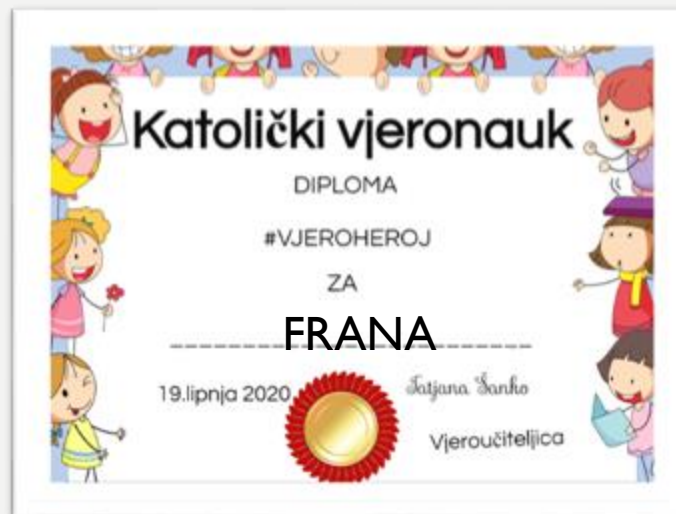 Katolički vjeronauk
DIPLOMA
#VJEROHEROJ
ZA
FRANA
19.lipnja 2020
Tatjana Šanko
Vjeroučiteljica